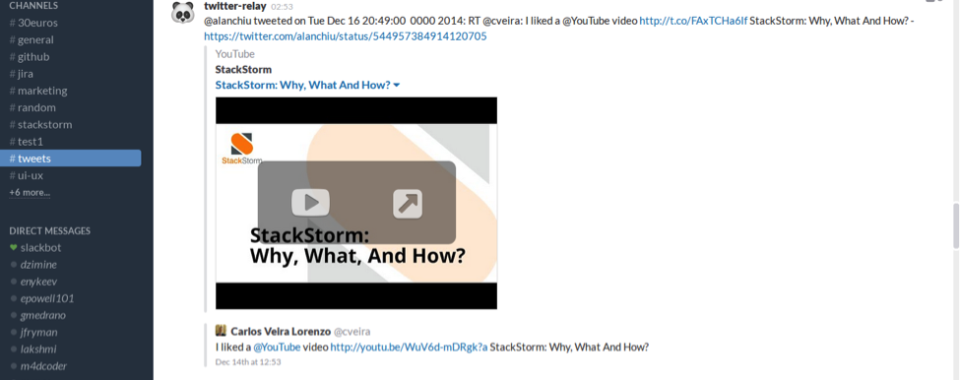 CHANNELS
# 30euros
# general
# github
# jira
# marketing
# random
# stackstorm
# test1
# tweets
# ui-ux
+6 more...
DIRECT MESSAGES
slackbot
dzimine
enykeev
epowell101
gmedrano
jfryman
lakshmi
m4dcoder
twitter-relay 02:53
@alanchiu tweeted on Tue Dec 16 20:49:00 0000 2014: RT @cveira: I liked a @YouTube video http://t.co/FAxTCHa6lf StackStorm: Why, What And How? -
https://twitter.com/alanchiu/status/544957384914120705
YouTube
StackStorm
StackStorm: Why, What And How?
StackStorm
StackStorm:
Why, What, And How?
Carlos Veira Lorenzo @cveira
I liked a @YouTube video http://youtu.be/WuV6d-mDRgk?a StackStorm: Why, What And How?
Dec 14th at 12:53